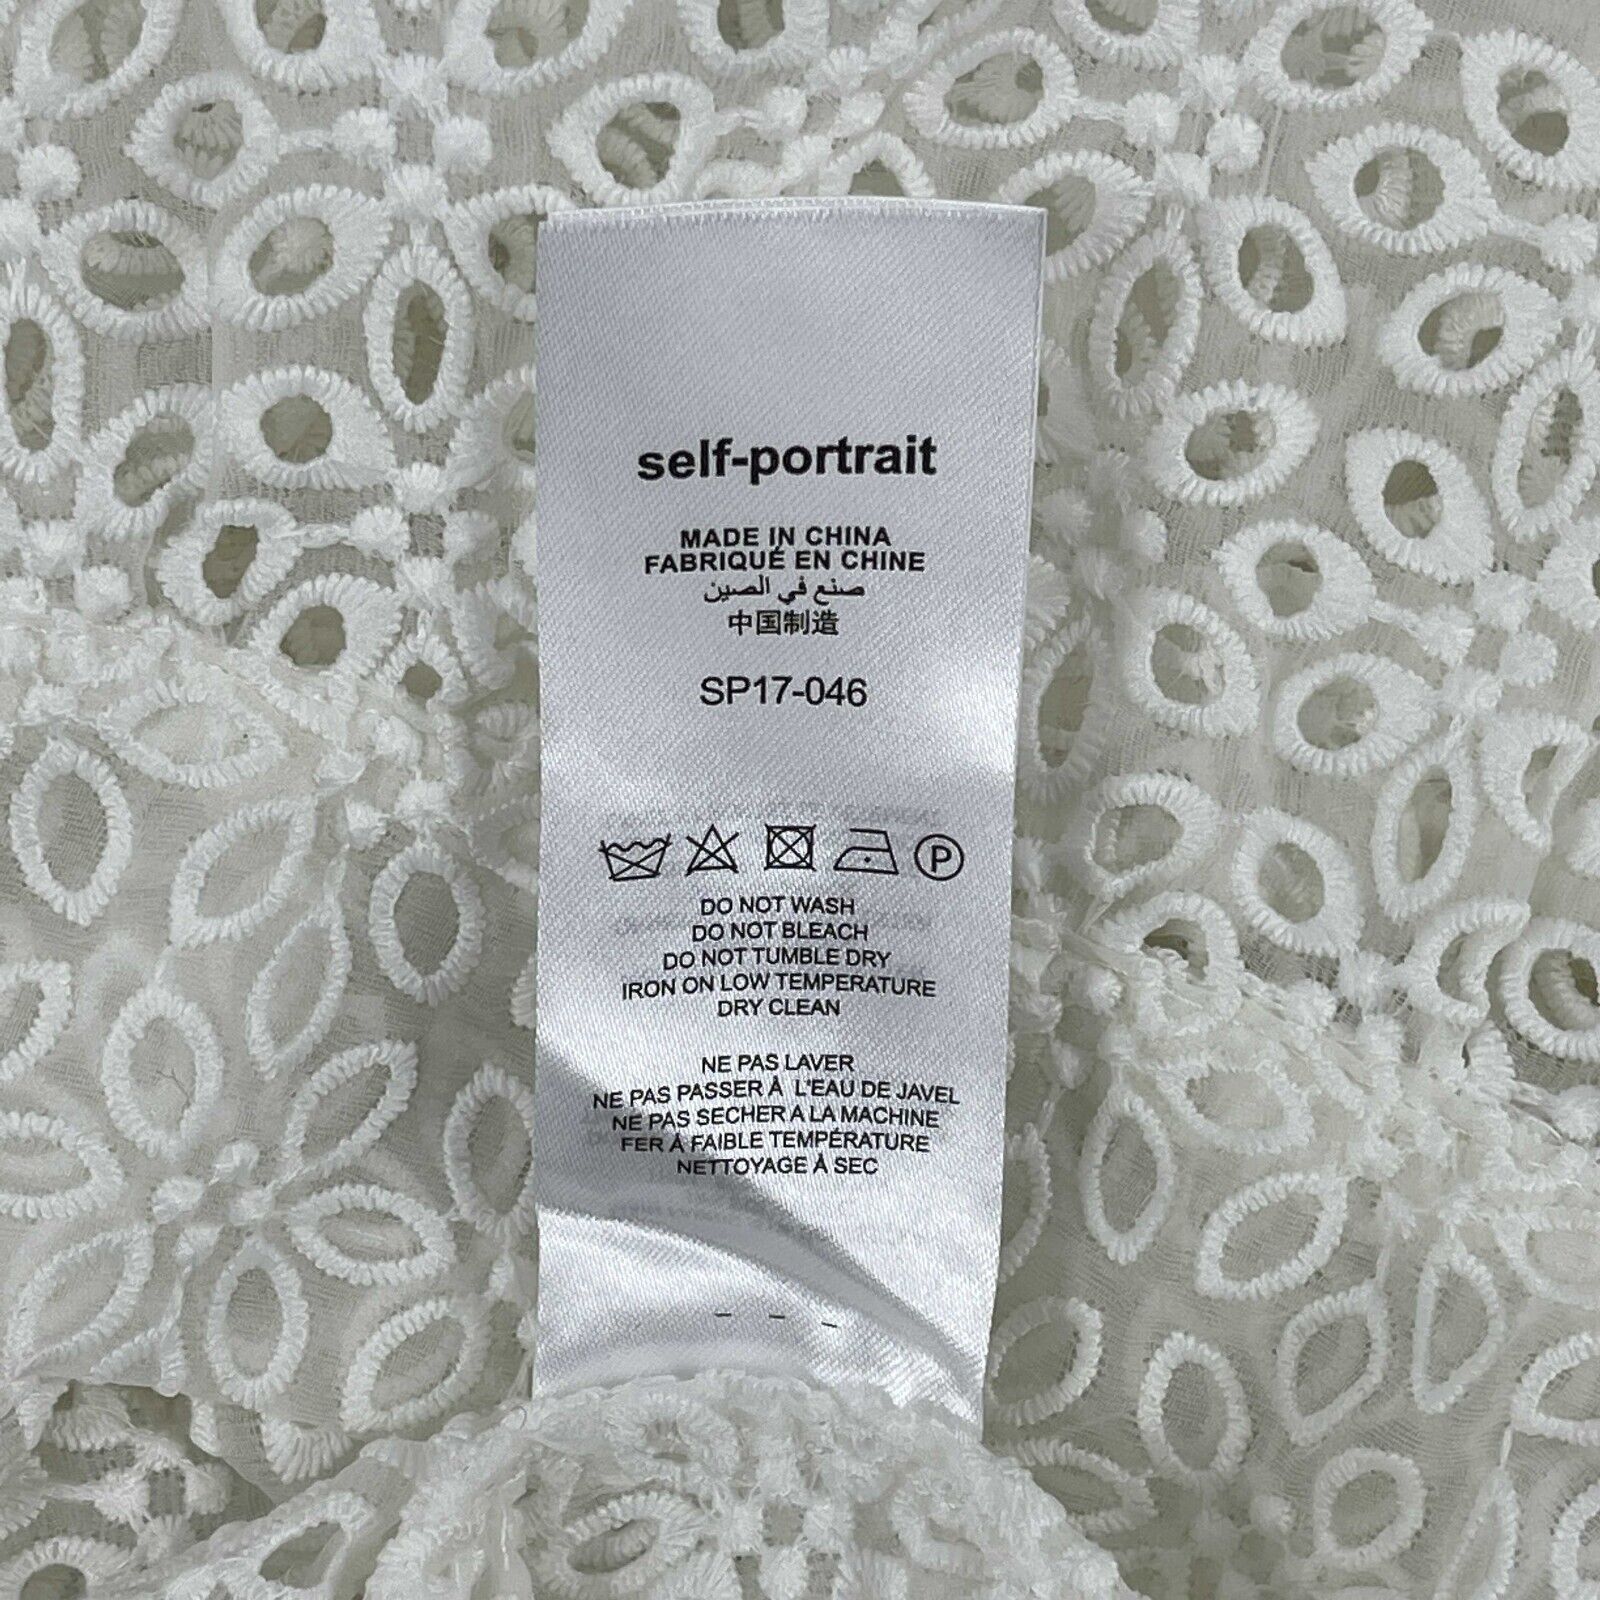 self-portrait
MADE IN CHINA
FABRIQUÉ EN CHINE
صنع في الصين
中国制造
SP17-046
P
DO NOT WASH
DO NOT BLEACH
DO NOT TUMBLE DRY
IRON ON LOW TEMPERATURE
DRY CLEAN
NE PAS LAVER
NE PAS PASSER À L'EAU DE JAVEL
NE PAS SECHER A LA MACHINE
FER À FAIBLE TEMPÉRATURE
NETTOYAGE À SEC
- - -